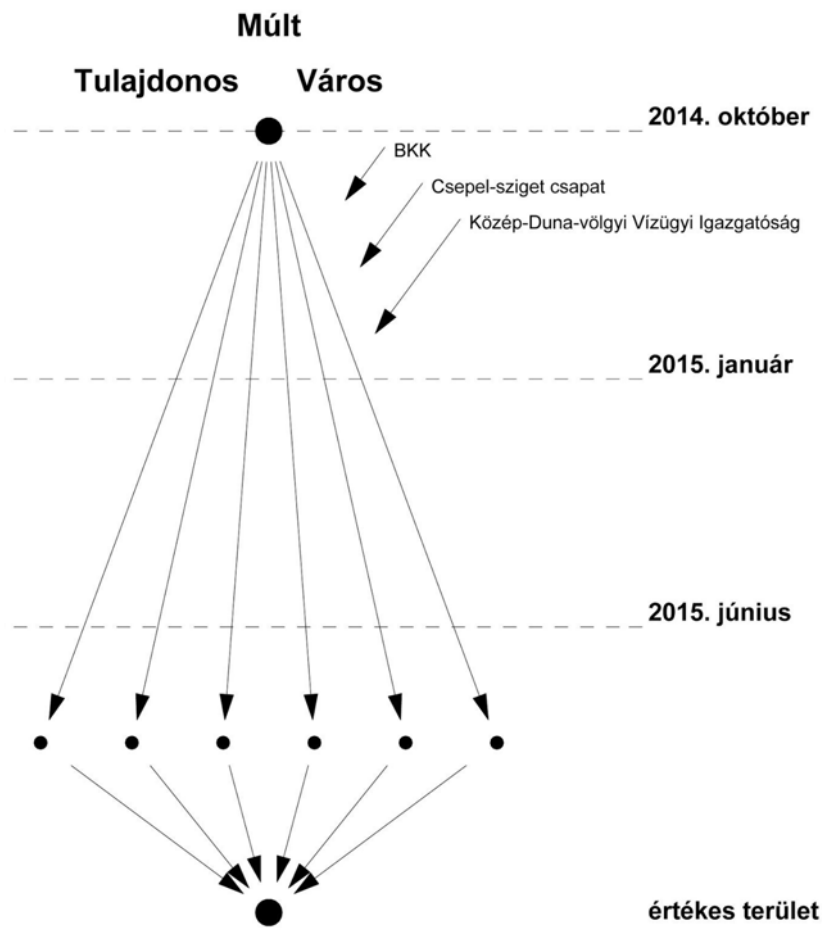 Múlt
Tulajdonos Város
2014. október
BKK
Csepel-sziget csapat
Közép-Duna-völgyi Vízügyi Igazgatóság
2015. január
2015. június
értékes terület